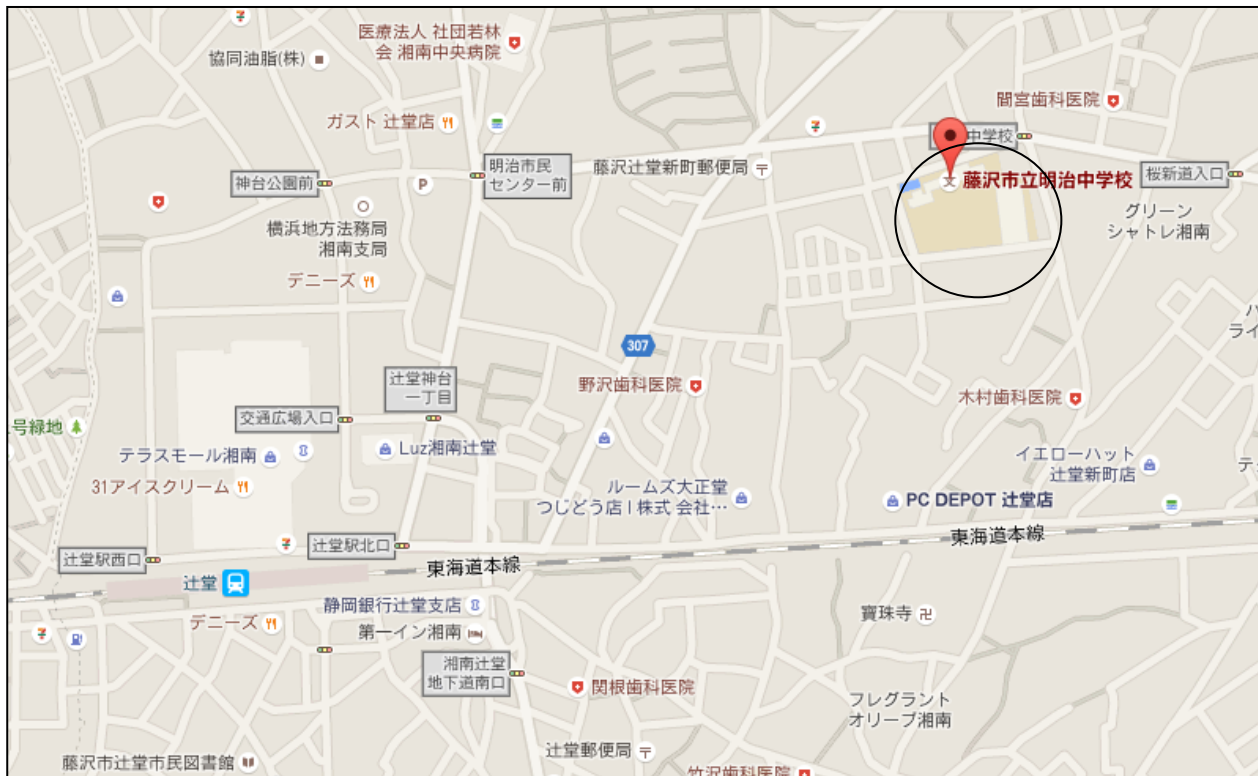 医療法人 社団若林
会 湘南中央病院
協同油脂(株)
間宮歯科医院
ガスト 辻堂店
中学校
明治市民
センター前
藤沢辻堂新町郵便局
神台公園前
P
藤沢市立明治中学校
桜新道入口
横浜地方法務局
湘南支局
グリーン
シャトレ湘南
デニーズ
ハ
ライ
307
辻堂神台
一丁目
野沢歯科医院
木村歯科医院
交通広場入口
号緑地
Luz湘南辻堂
テラスモール湘南
イエローハット
辻堂新町店
31アイスクリーム
ルームズ大正堂
つじどう店 | 株式 会社…
PC DEPOT 辻堂店
東海道本線
辻堂駅北口
辻堂駅西口
東海道本線
辻堂
静岡銀行辻堂支店
寶珠寺
デニーズ
第一イン湘南
湘南辻堂
地下道南口
関根歯科医院
フレグラント
オリーブ湘南
辻堂郵便局
藤沢市辻堂市民図書館
竹沢歯科医院